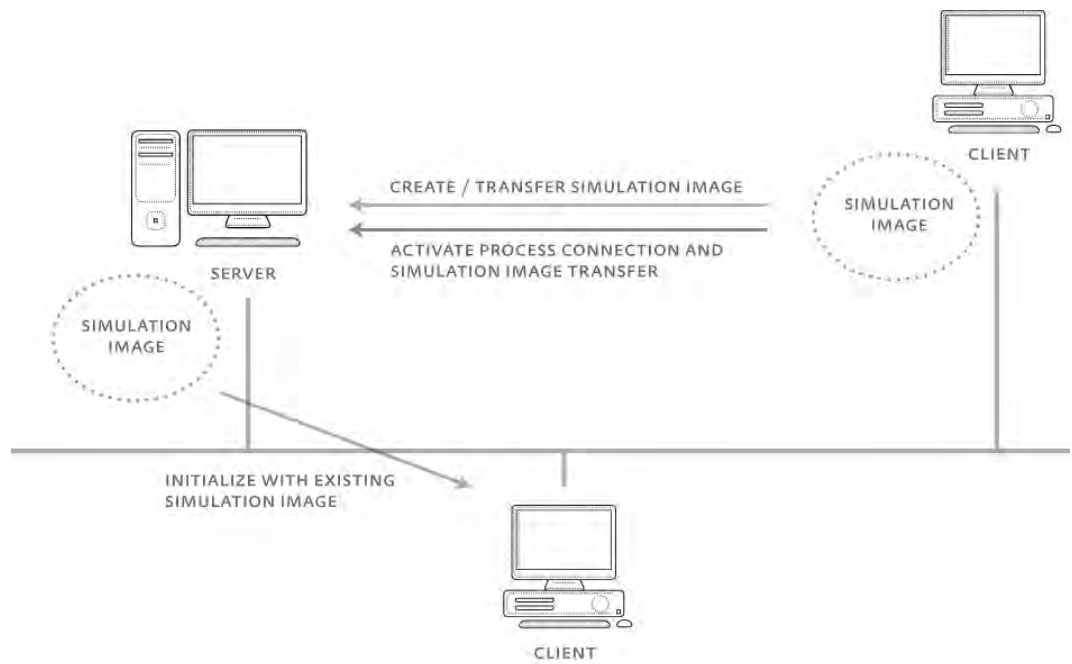 CLIENT
CREATE / TRANSFER SIMULATION IMAGE
SIMULATION
IMAGE
ACTIVATE PROCESS CONNECTION AND
SIMULATION IMAGE TRANSFER
SERVER
SIMULATION
IMAGE
INITIALIZE WITH EXISTING
SIMULATION IMAGE
CLIENT